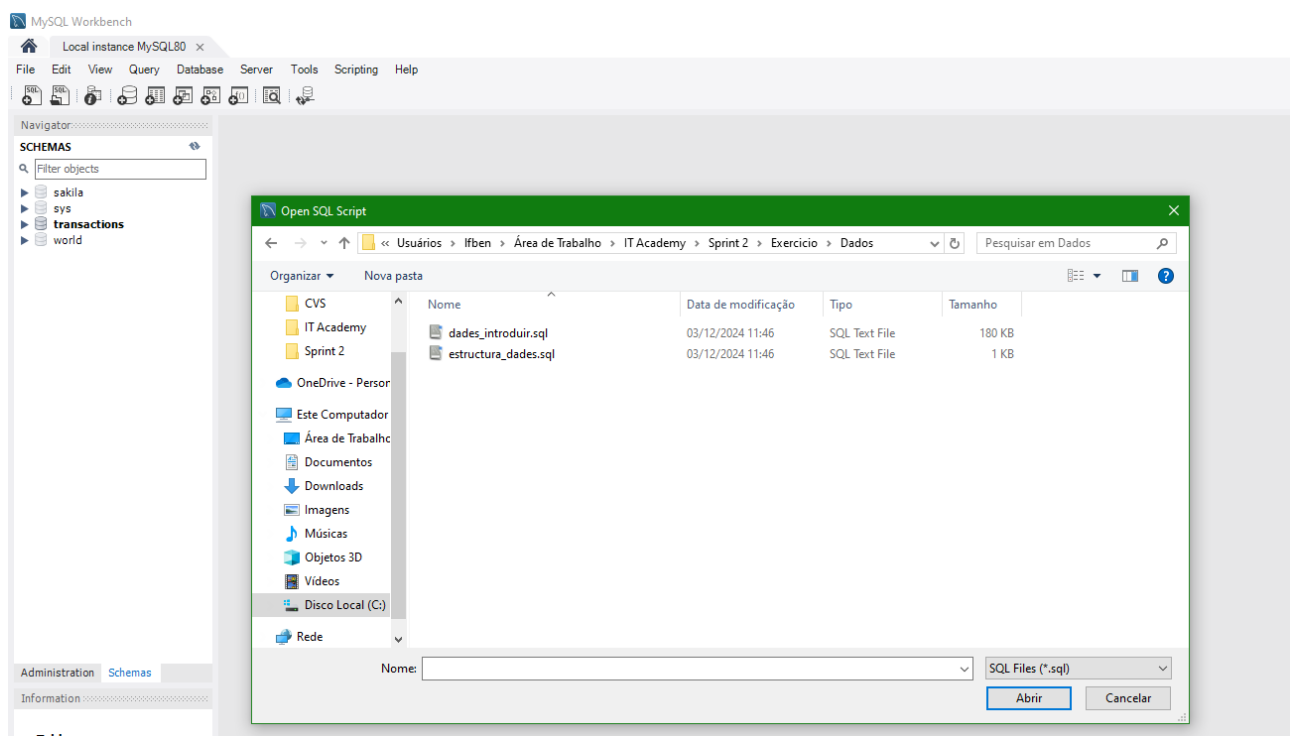 MySQL Workbench
Local instance MySQL80 ×
File Edit View Query Database Server Tools Scripting Help
Navigator
SCHEMAS
Filter objects
sakila
sys
transactions
world
Open SQL Script
« Usuários › lfben › Área de Trabalho › IT Academy › Sprint 2 › Exercicio › Dados
Pesquisar em Dados
Organizar Nova pasta
CVS
IT Academy
Sprint 2
OneDrive - Person
Este Computador
Área de Trabalho
Documentos
Downloads
Imagens
Músicas
Objetos 3D
Vídeos
Disco Local (C:)
Rede
Nome Data de modificação Tipo Tamanho
dades_introduir.sql 03/12/2024 11:46 SQL Text File 180 KB
estructura_dades.sql 03/12/2024 11:46 SQL Text File 1 KB
Nome:
SQL Files (*.sql)
Abrir Cancelar
Administration Schemas
Information